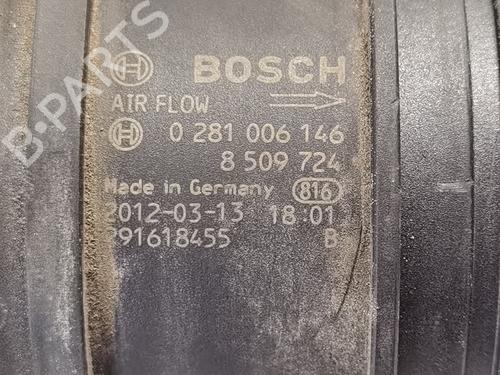 BOSCH
AIR FLOW
0 281 006 146
8 509 724
Made in Germany 816
2012-03-13 18:01
791618455 B
B-PARTS